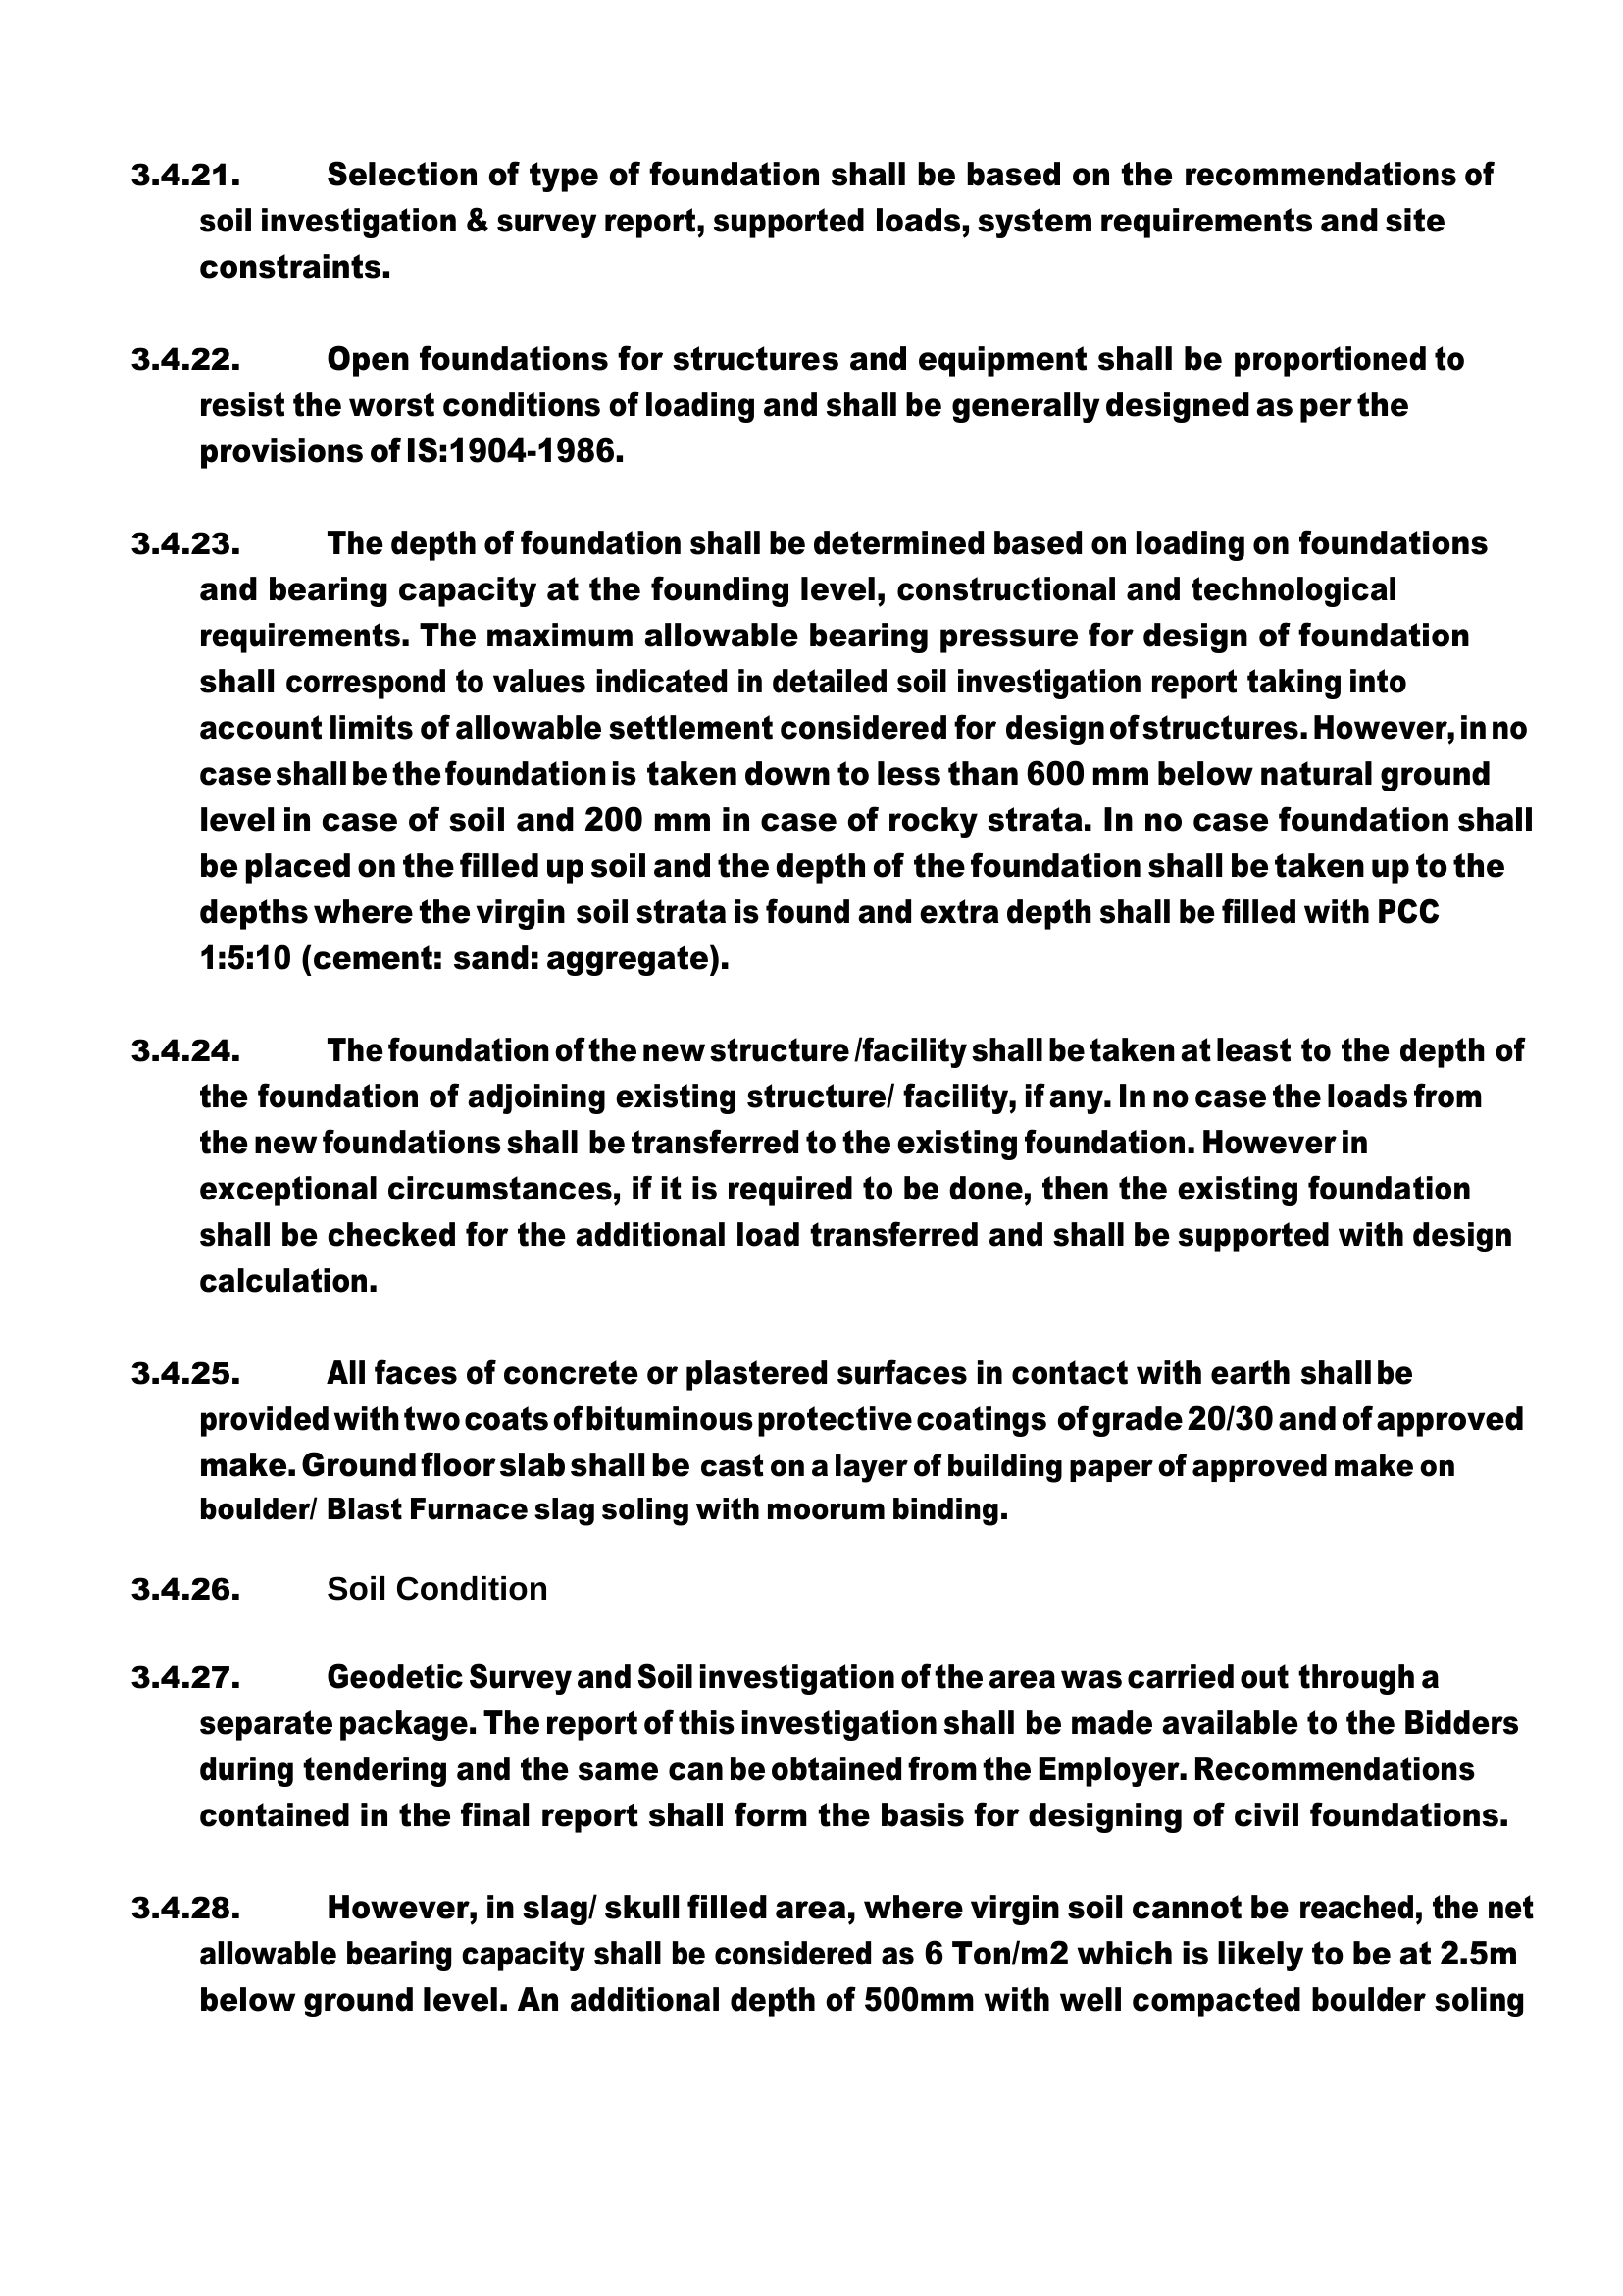 3.4.21. Selection of type of foundation shall be based on the recommendations of
soil investigation & survey report, supported loads, system requirements and site
constraints.
3.4.22. Open foundations for structures and equipment shall be proportioned to
resist the worst conditions of loading and shall be generally designed as per the
provisions of IS:1904-1986.
3.4.23. The depth of foundation shall be determined based on loading on foundations
and bearing capacity at the founding level, constructional and technological
requirements. The maximum allowable bearing pressure for design of foundation
shall correspond to values indicated in detailed soil investigation report taking into
account limits of allowable settlement considered for design of structures. However, in no
case shall be the foundation is taken down to less than 600 mm below natural ground
level in case of soil and 200 mm in case of rocky strata. In no case foundation shall
be placed on the filled up soil and the depth of the foundation shall be taken up to the
depths where the virgin soil strata is found and extra depth shall be filled with PCC
1:5:10 (cement: sand: aggregate).
3.4.24. The foundation of the new structure /facility shall be taken at least to the depth of
the foundation of adjoining existing structure/ facility, if any. In no case the loads from
the new foundations shall be transferred to the existing foundation. However in
exceptional circumstances, if it is required to be done, then the existing foundation
shall be checked for the additional load transferred and shall be supported with design
calculation.
3.4.25. All faces of concrete or plastered surfaces in contact with earth shall be
provided with two coats of bituminous protective coatings of grade 20/30 and of approved
make. Ground floor slab shall be cast on a layer of building paper of approved make on
boulder/ Blast Furnace slag soling with moorum binding.
3.4.26. Soil Condition
3.4.27. Geodetic Survey and Soil investigation of the area was carried out through a
separate package. The report of this investigation shall be made available to the Bidders
during tendering and the same can be obtained from the Employer. Recommendations
contained in the final report shall form the basis for designing of civil foundations.
3.4.28. However, in slag/ skull filled area, where virgin soil cannot be reached, the net
allowable bearing capacity shall be considered as 6 Ton/m2 which is likely to be at 2.5m
below ground level. An additional depth of 500mm with well compacted boulder soling